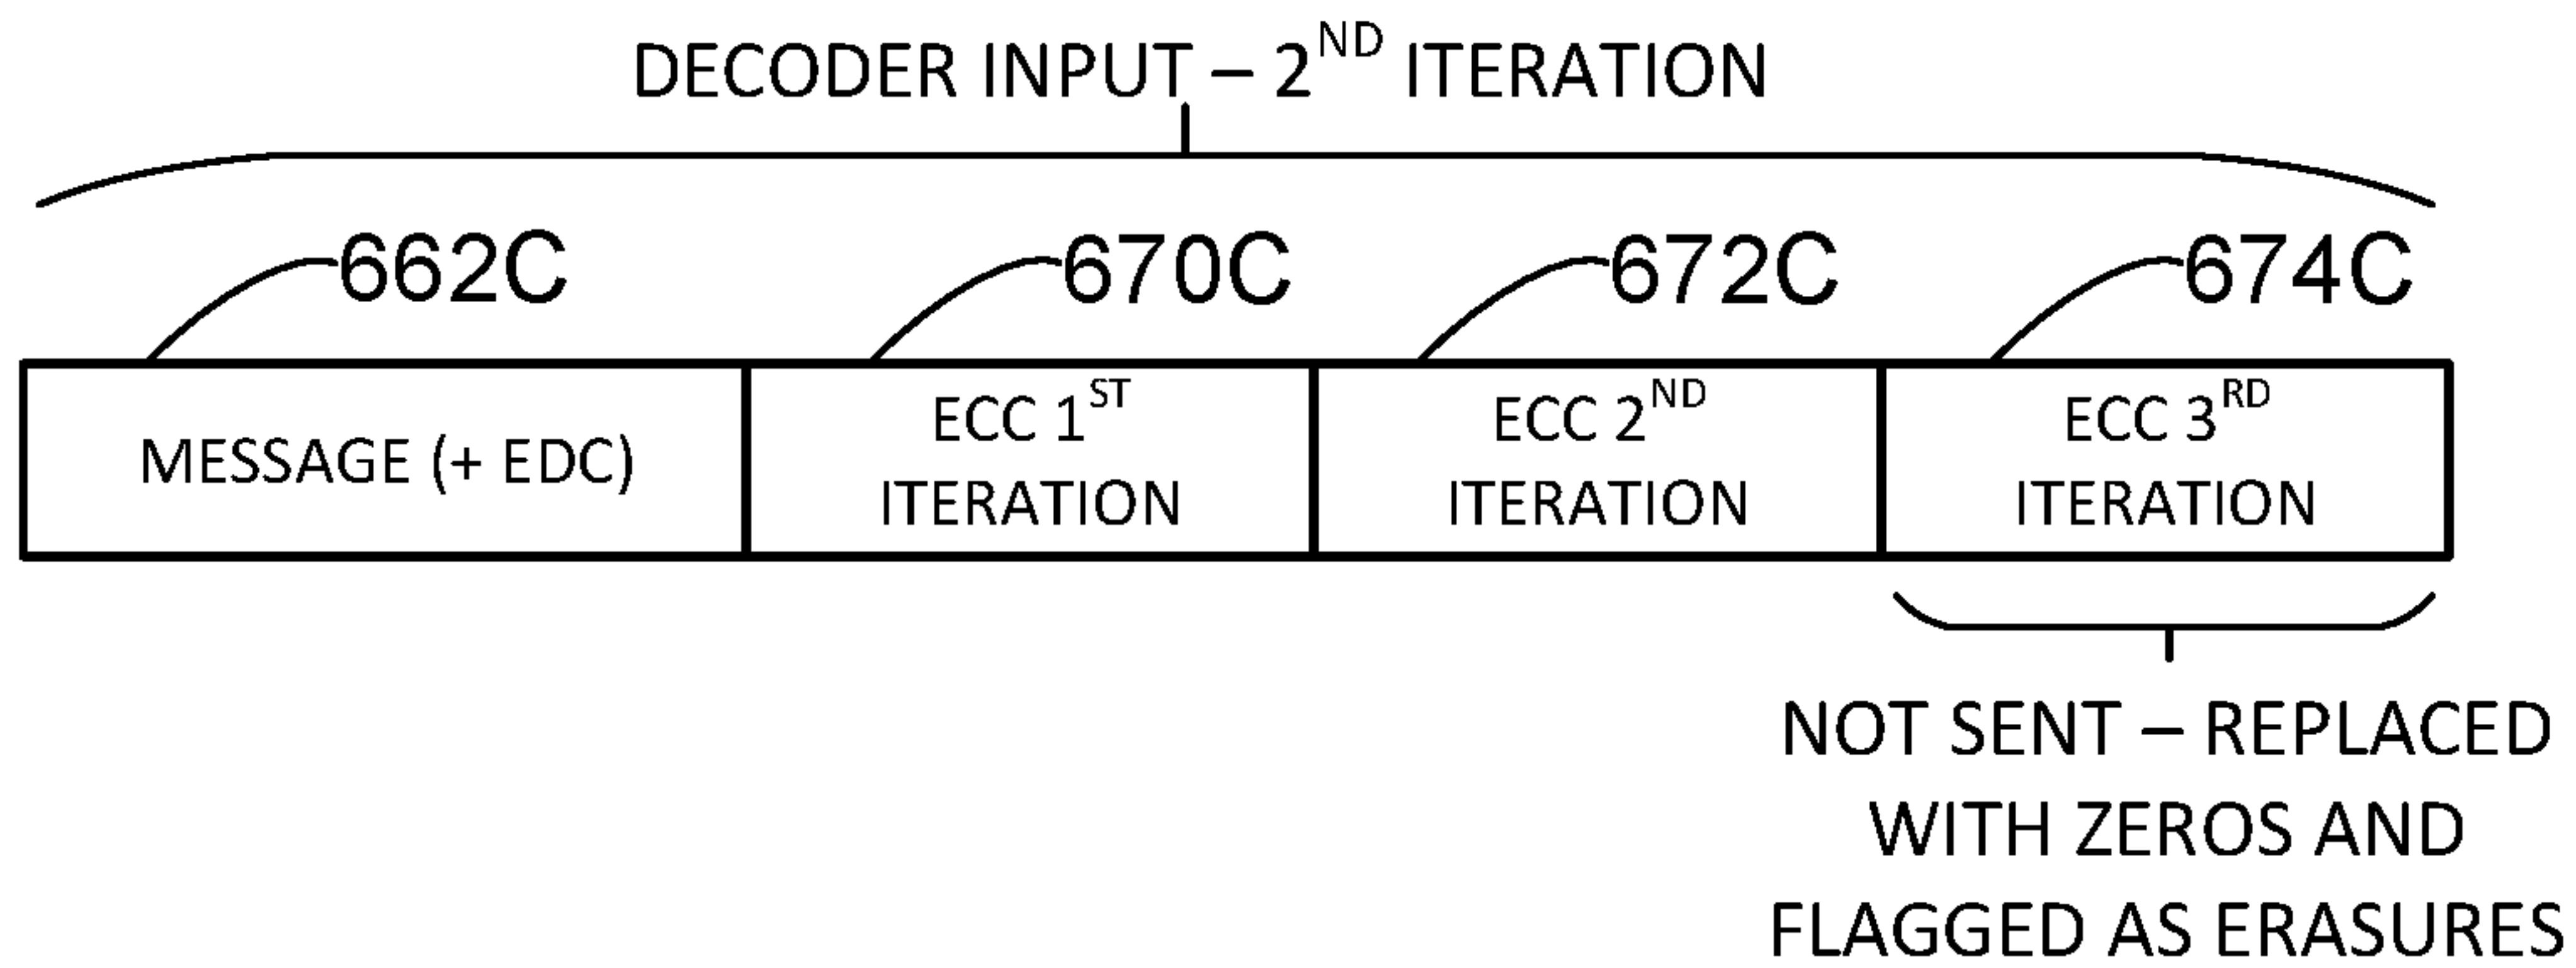 DECODER INPUT – 2ND ITERATION
662C 670C 672C 674C
MESSAGE (+ EDC)
ECC 1ST
ITERATION
ECC 2ND
ITERATION
ECC 3RD
ITERATION
NOT SENT – REPLACED
WITH ZEROS AND
FLAGGED AS ERASURES